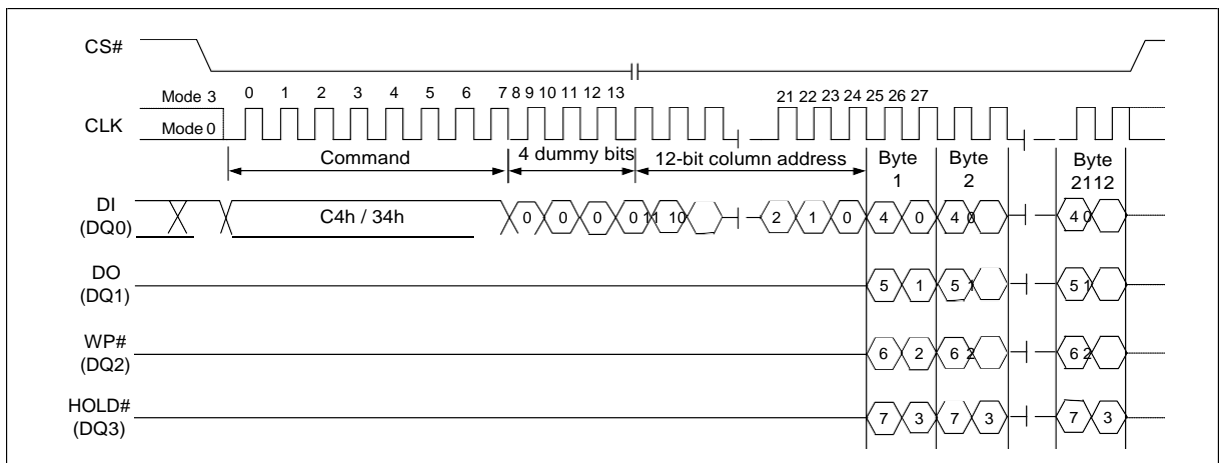 CS#
Mode 3 0 1 2 3 4 5 6 7 8 9 10 11 12 13 21 22 23 24 25 26 27
CLK
Mode 0
Command 4 dummy bits 12-bit column address Byte 1 Byte 2 Byte 2112
DI (DQ0) C4h / 34h 0 0 0 0 11 10 2 1 0 4 0 4 0 4 0
DO (DQ1) 5 1 5 1 5 1
WP# (DQ2) 6 2 6 2 6 2
HOLD# (DQ3) 7 3 7 3 7 3